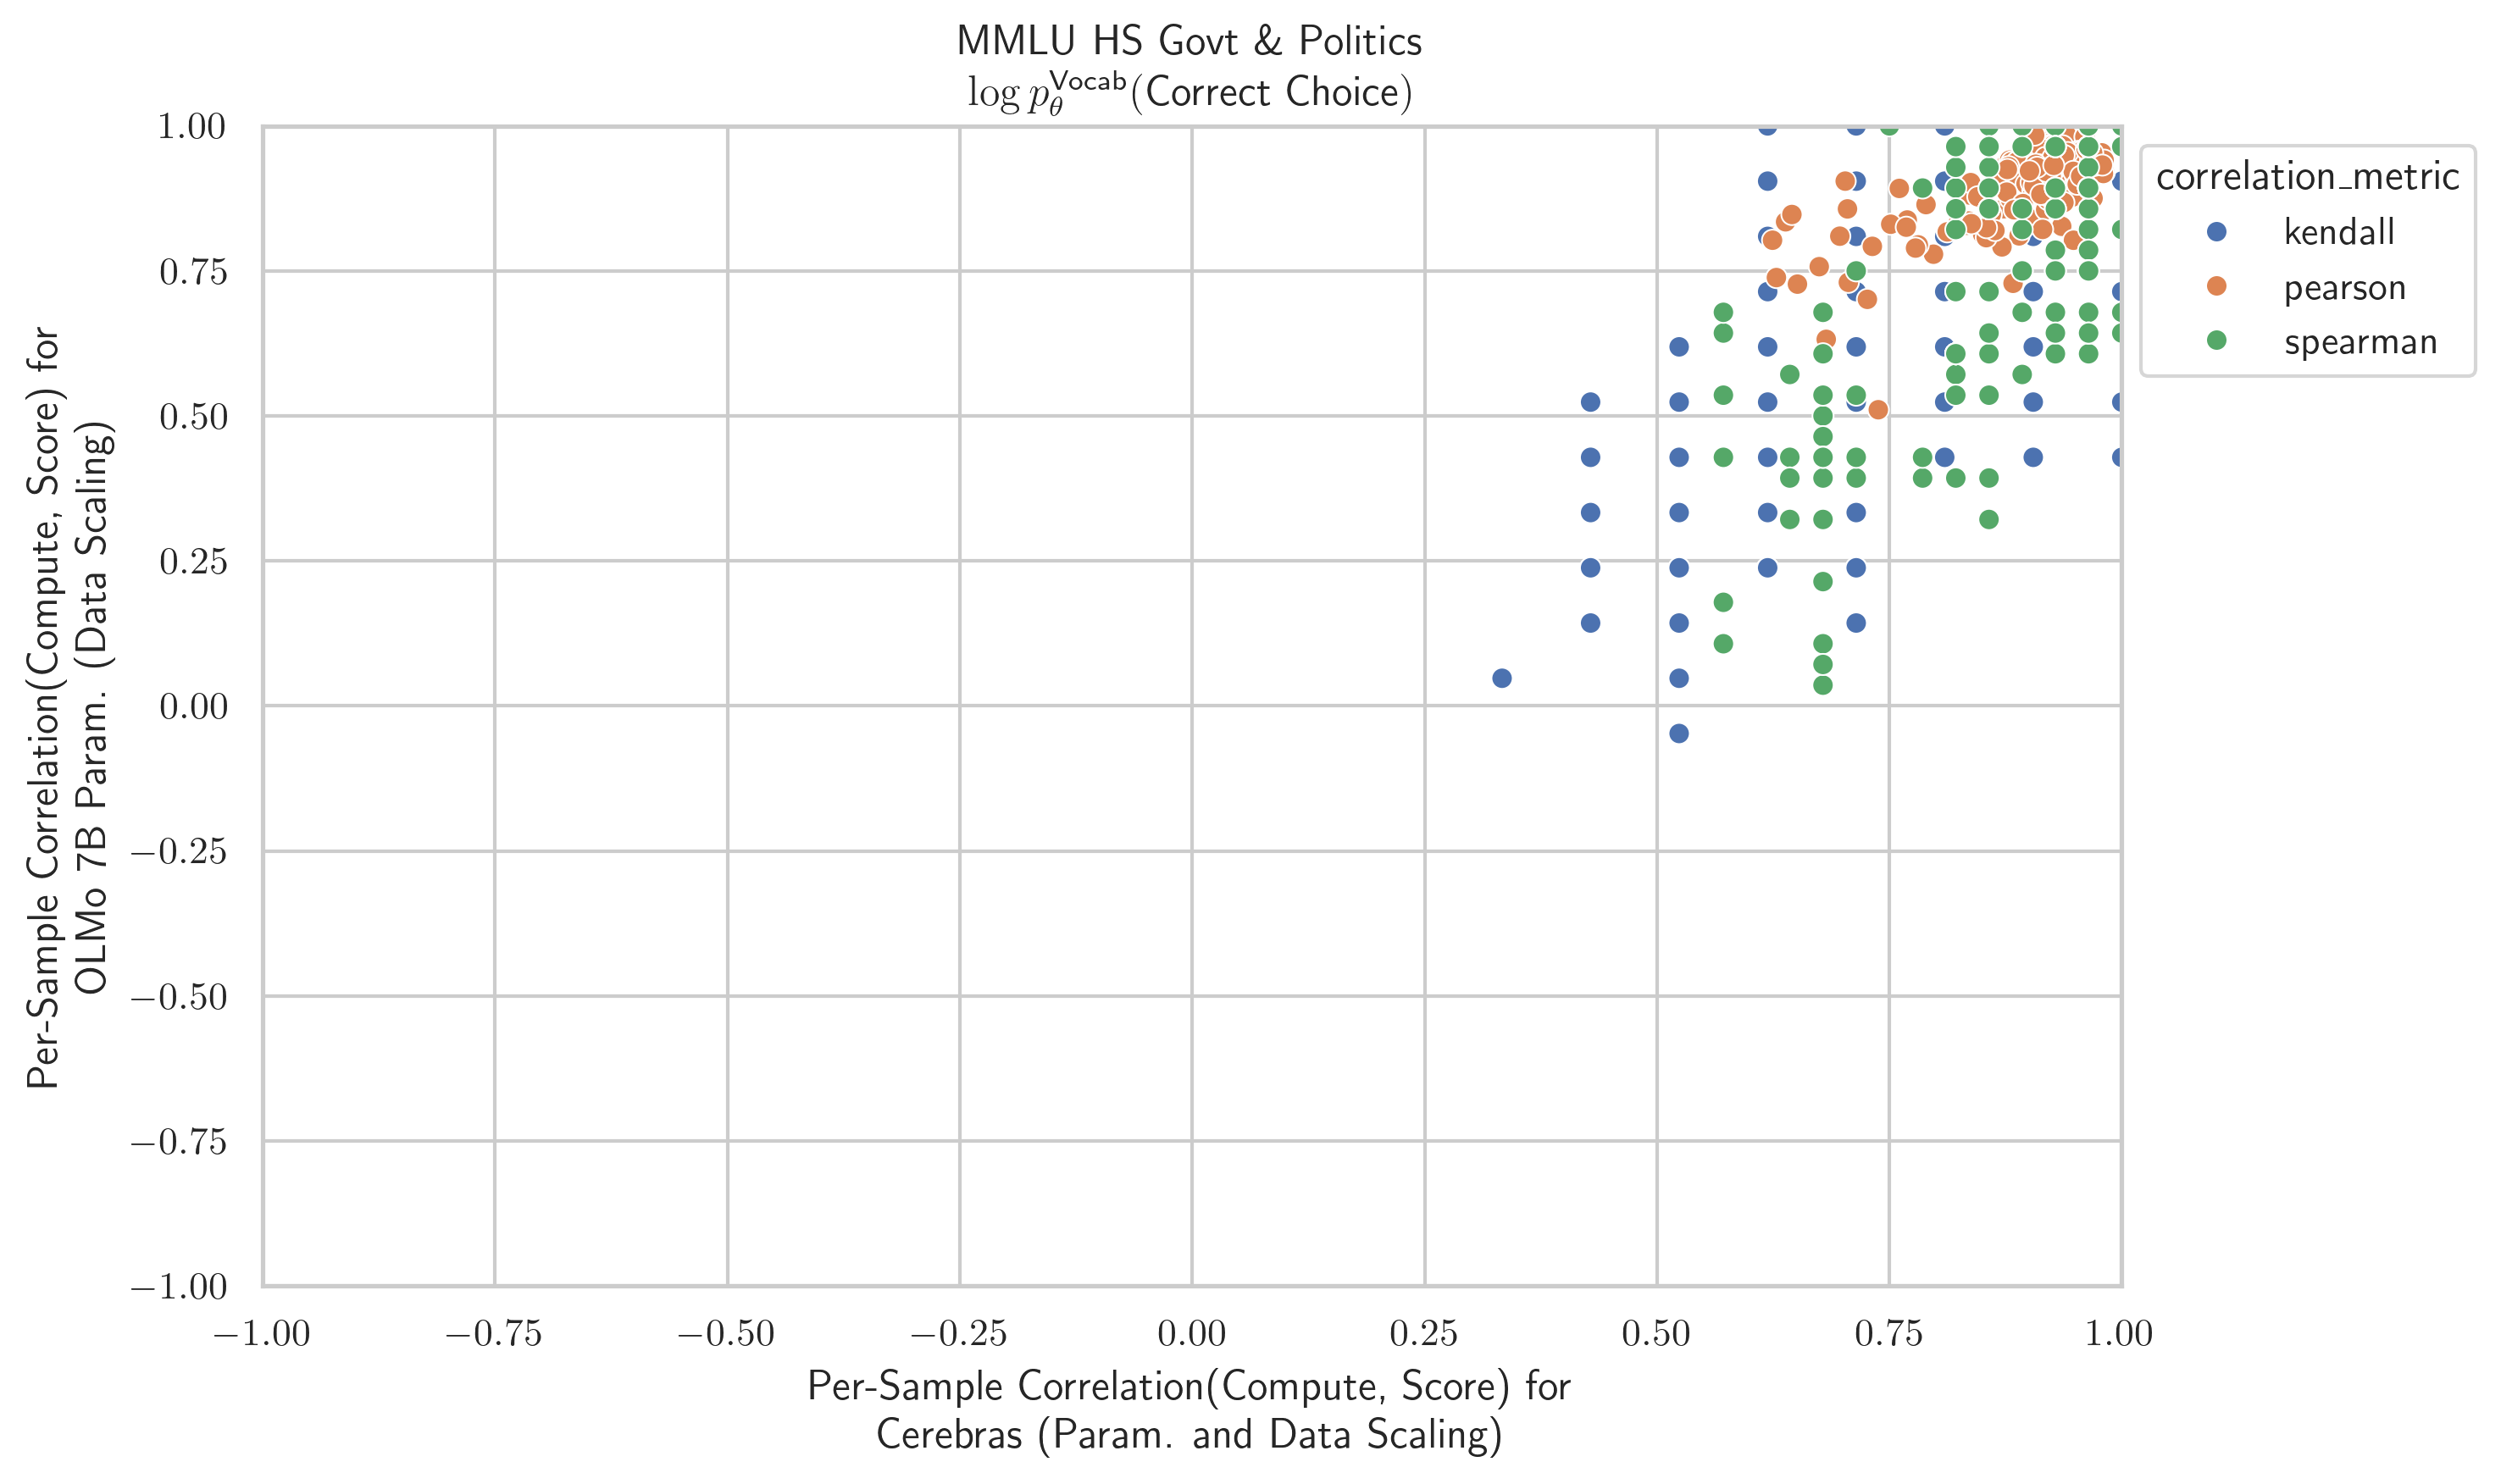 MMLU HS Govt & Politics
log p_θ^Vocab(Correct Choice)
1.00
0.75
0.50
0.25
0.00
−0.25
−0.50
−0.75
−1.00
Per-Sample Correlation(Compute, Score) for
OLMo 7B Param. (Data Scaling)
−1.00
−0.75
−0.50
−0.25
0.00
0.25
0.50
0.75
1.00
Per-Sample Correlation(Compute, Score) for
Cerebras (Param. and Data Scaling)
correlation_metric
kendall
pearson
spearman